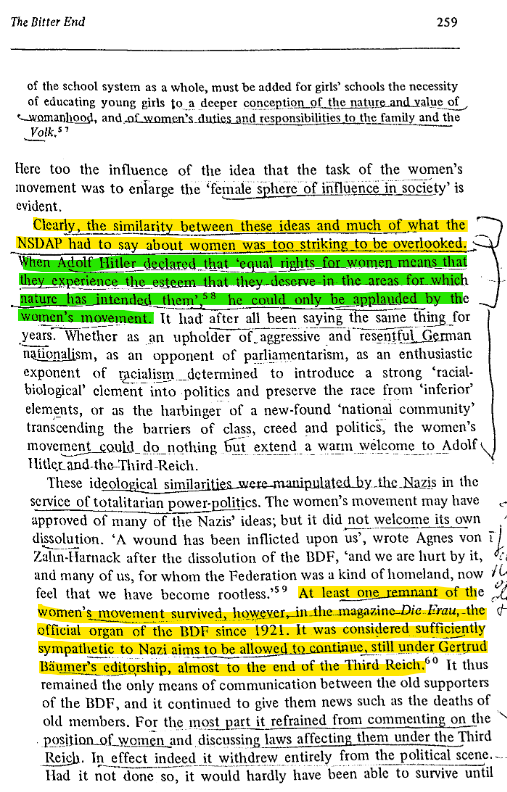 The Bitter End 259
of the school system as a whole, must be added for girls' schools the necessity
of educating young girls to a deeper conception of the nature and value of
womanhood, and of women's duties and responsibilities to the family and the
Volk.⁵⁷
Here too the influence of the idea that the task of the women's
movement was to enlarge the 'female sphere of influence in society' is
evident.
Clearly, the similarity between these ideas and much of what the
NSDAP had to say about women was too striking to be overlooked.
When Adolf Hitler declared that 'equal rights for women means that
they experience the esteem that they deserve in the areas for which
nature has intended them',⁵⁸ he could only be applauded by the
women's movement. It had after all been saying the same thing for
years. Whether as an upholder of aggressive and resentful German
nationalism, as an opponent of parliamentarism, as an enthusiastic
exponent of racialism determined to introduce a strong 'racial-
biological' element into politics and preserve the race from 'inferior'
elements, or as the harbinger of a new-found 'national community'
transcending the barriers of class, creed and politics, the women's
movement could do nothing but extend a warm welcome to Adolf
Hitler and the Third Reich.
These ideological similarities were manipulated by the Nazis in the
service of totalitarian power-politics. The women's movement may have
approved of many of the Nazis' ideas; but it did not welcome its own
dissolution. 'A wound has been inflicted upon us', wrote Agnes von
Zahn-Harnack after the dissolution of the BDF, 'and we are hurt by it,
and many of us, for whom the Federation was a kind of homeland, now
feel that we have become rootless.'⁵⁹ At least one remnant of the
women's movement survived, however, in the magazine Die Frau, the
official organ of the BDF since 1921. It was considered sufficiently
sympathetic to Nazi aims to be allowed to continue, still under Gertrud
Bäumer's editorship, almost to the end of the Third Reich.⁶⁰ It thus
remained the only means of communication between the old supporters
of the BDF, and it continued to give them news such as the deaths of
old members. For the most part it refrained from commenting on the
position of women and discussing laws affecting them under the Third
Reich. In effect indeed it withdrew entirely from the political scene.
Had it not done so, it would hardly have been able to survive until